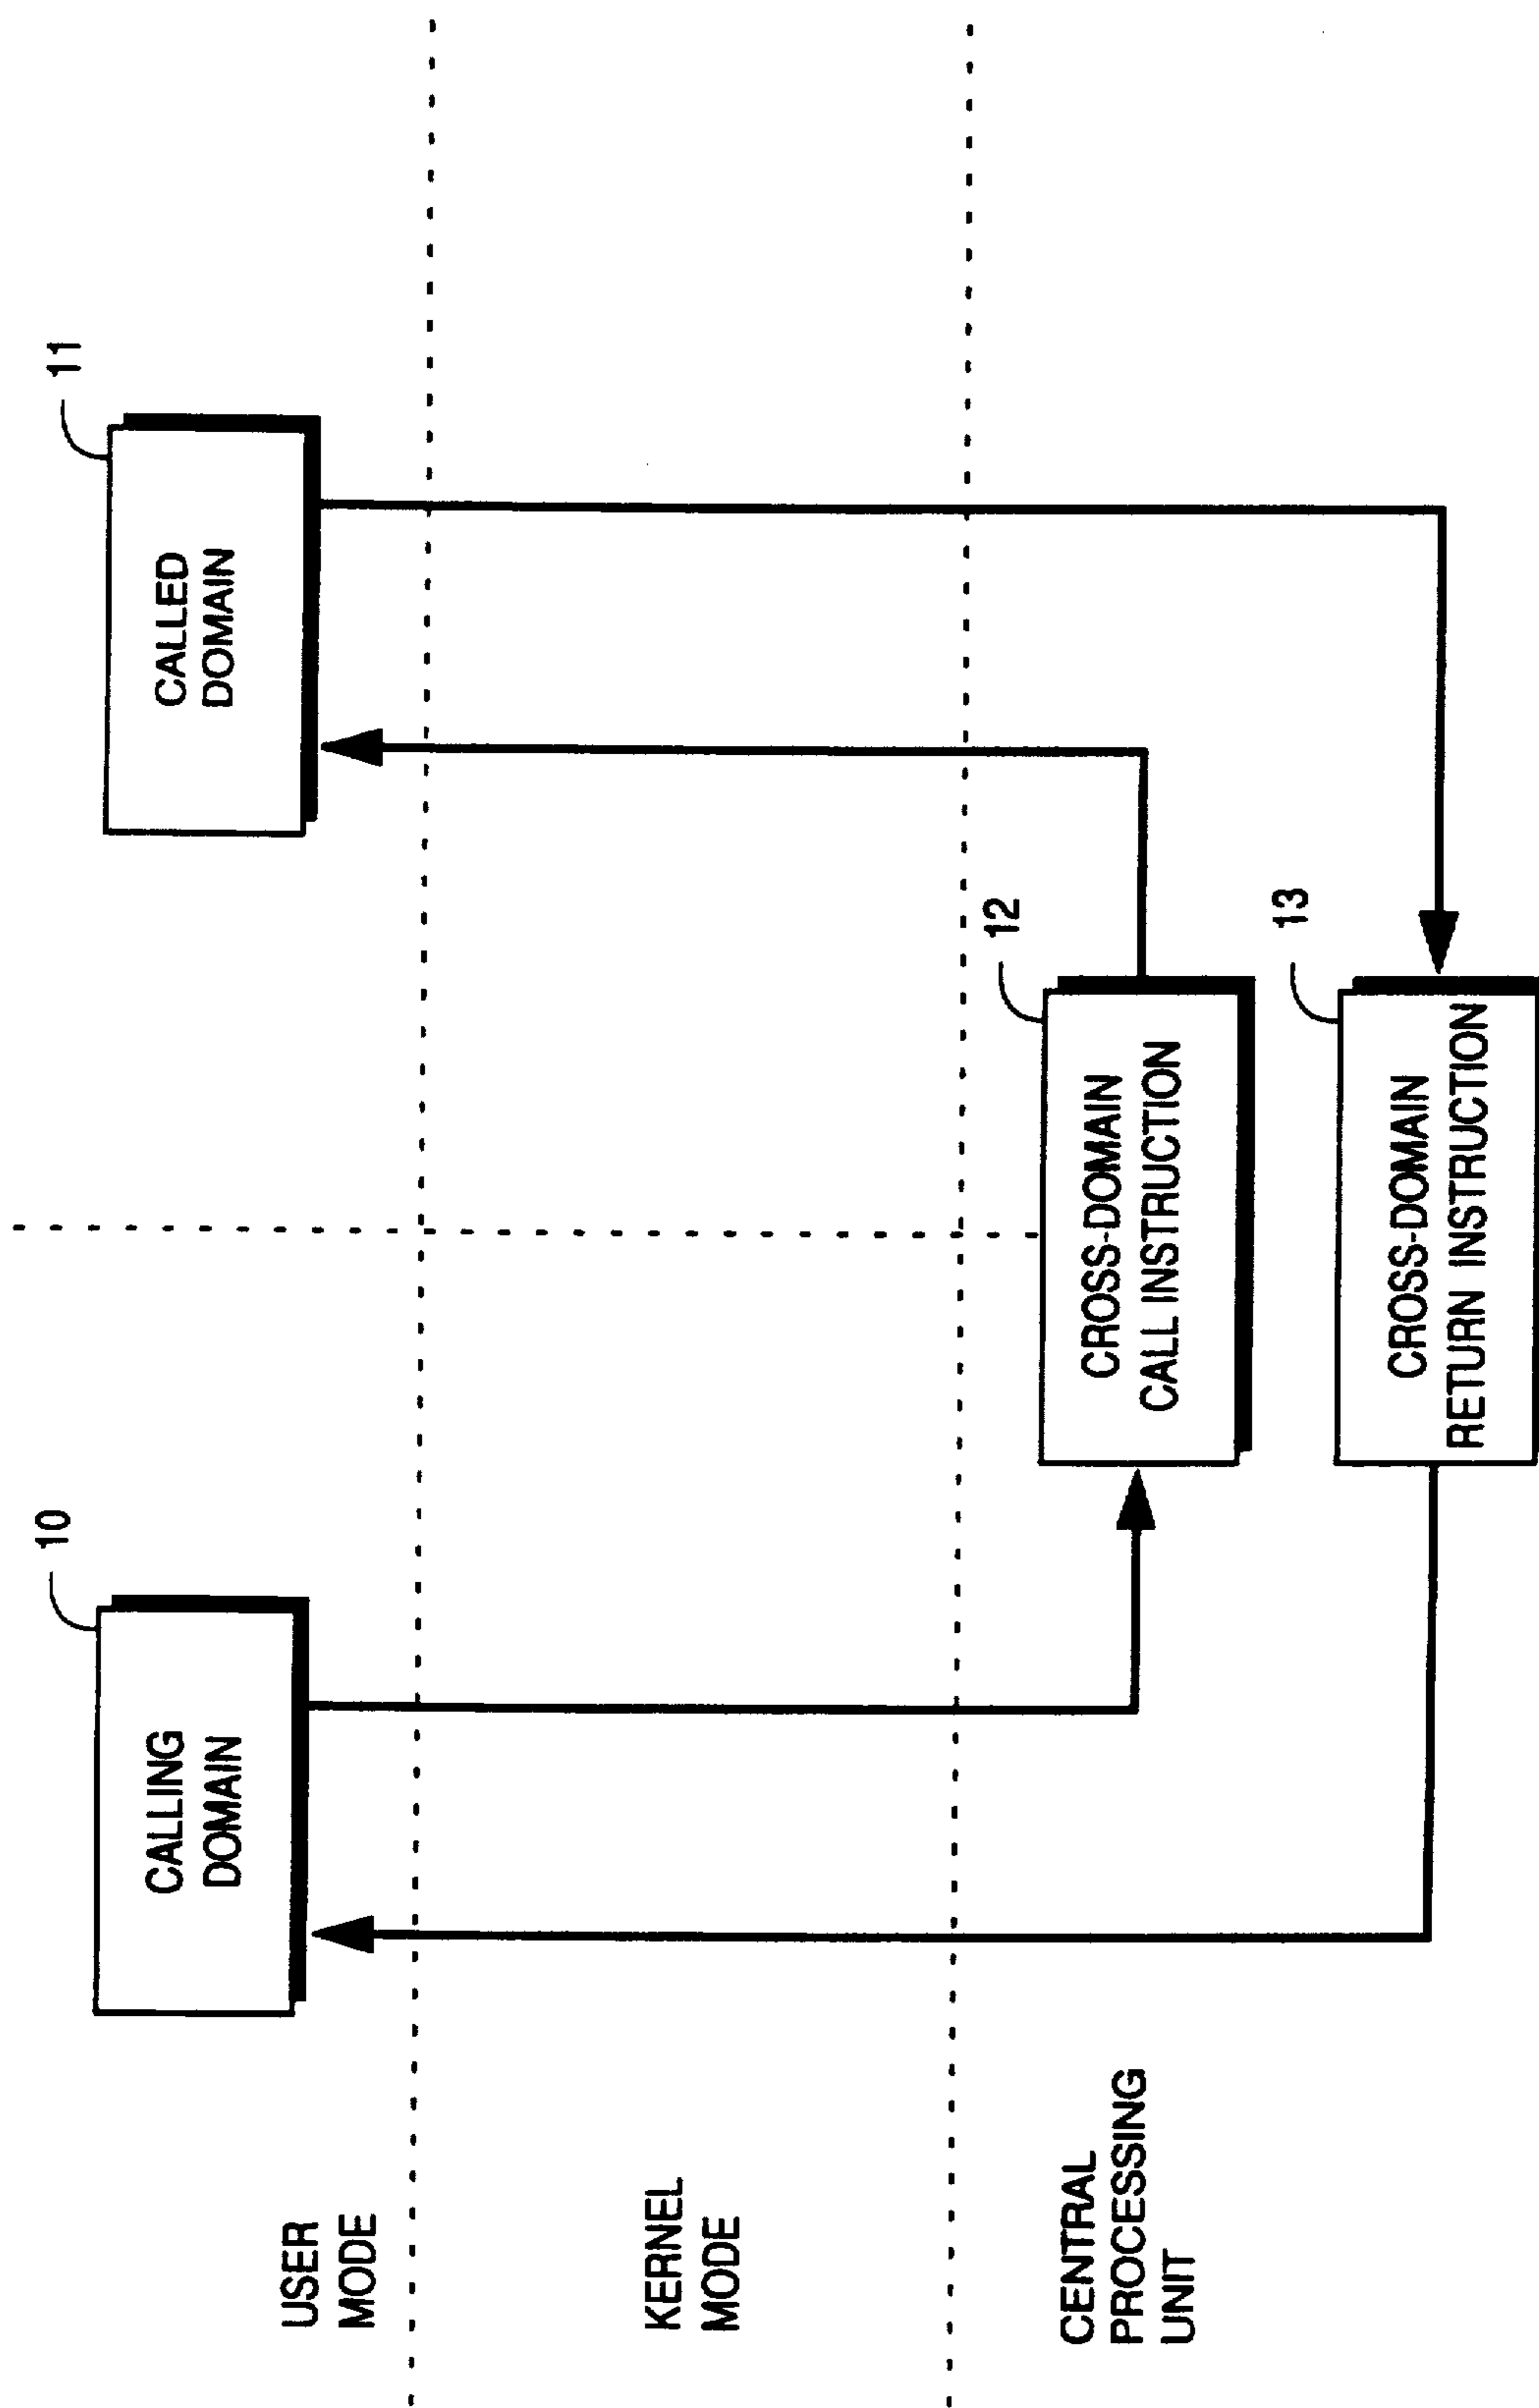 10
CALLING
DOMAIN
11
CALLED
DOMAIN
USER
MODE
KERNEL
MODE
CENTRAL
PROCESSING
UNIT
12
CROSS-DOMAIN
CALL INSTRUCTION
13
CROSS-DOMAIN
RETURN INSTRUCTION